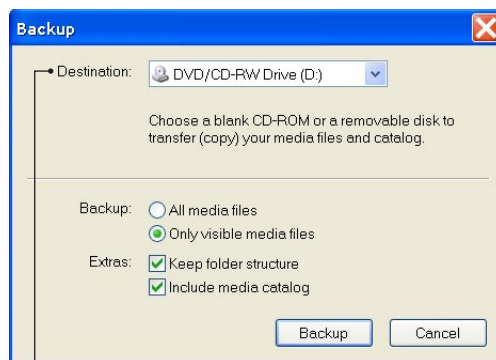 Backup
Destination: DVD/CD-RW Drive (D:)
Choose a blank CD-ROM or a removable disk to
transfer (copy) your media files and catalog.
Backup: All media files
Only visible media files
Extras: Keep folder structure
Include media catalog
Backup Cancel